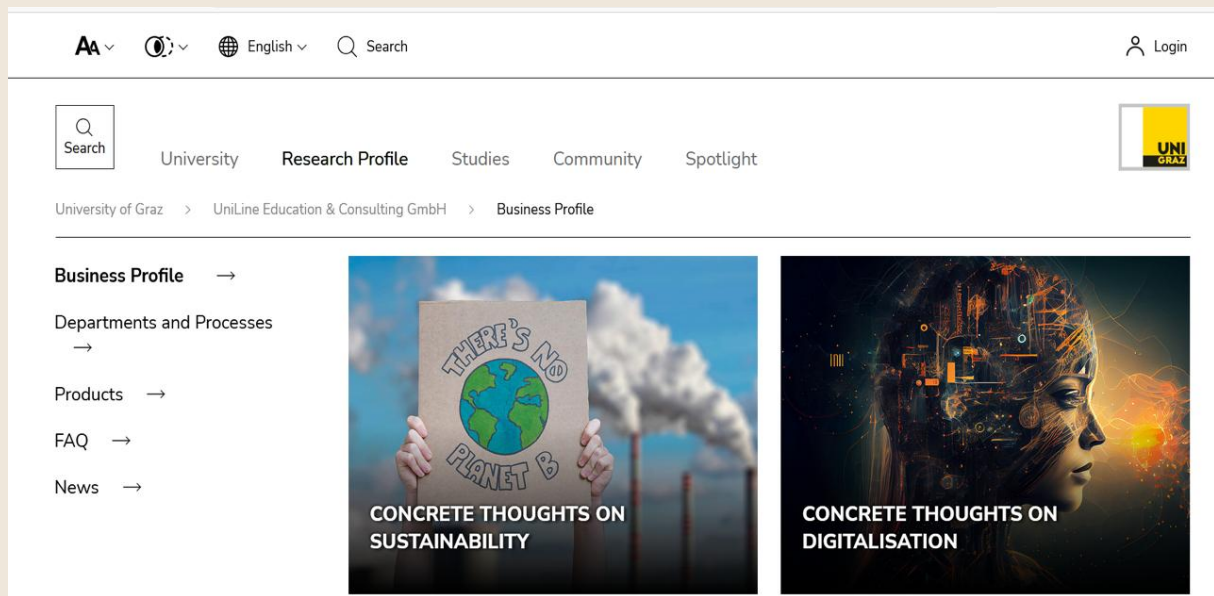 AA
English
Search
Login
Search
University
Research Profile
Studies
Community
Spotlight
UNI
GRAZ
University of Graz > UniLine Education & Consulting GmbH > Business Profile
Business Profile →
Departments and Processes
→
Products →
FAQ →
News →
THERE'S NO
PLANET B
CONCRETE THOUGHTS ON
SUSTAINABILITY
CONCRETE THOUGHTS ON
DIGITALISATION